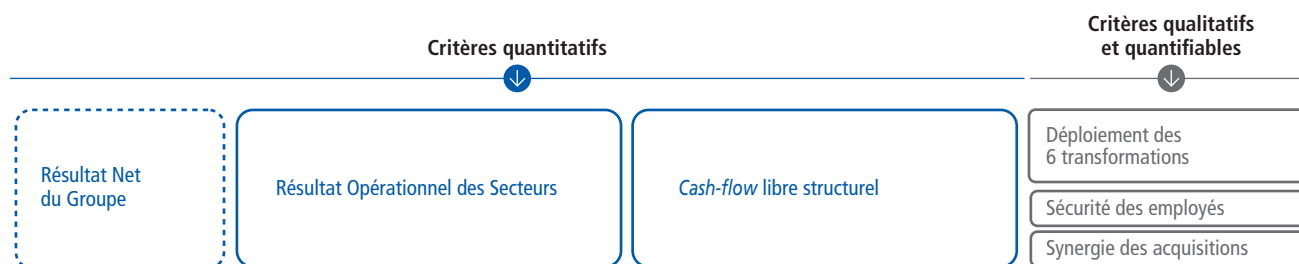 Critères quantitatifs
Critères qualitatifs
et quantifiables
Résultat Net
du Groupe
Résultat Opérationnel des Secteurs
Cash-flow libre structurel
Déploiement des
6 transformations
Sécurité des employés
Synergie des acquisitions